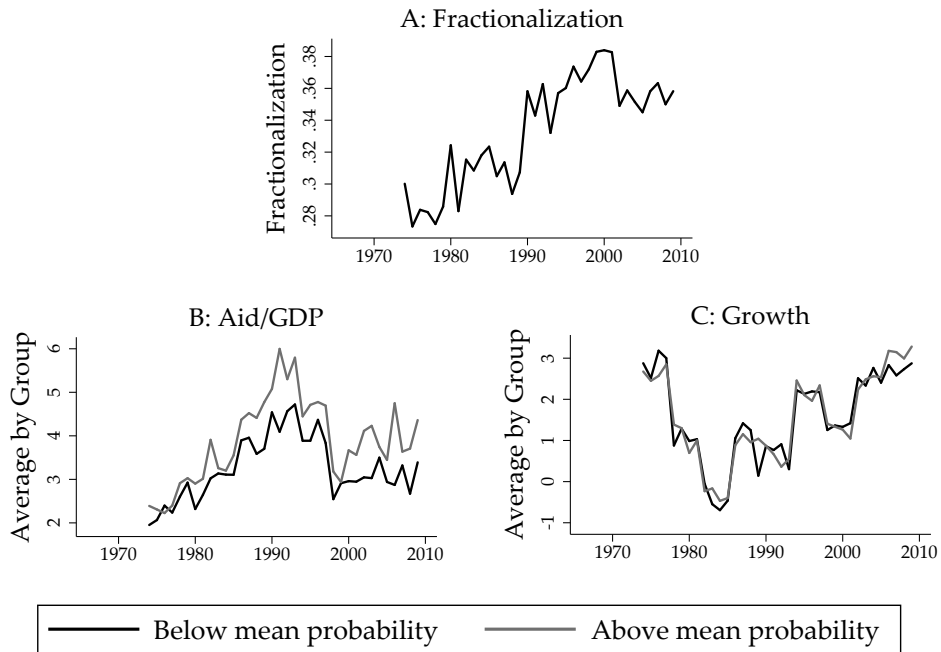 A: Fractionalization
Fractionalization
.28 .3 .32 .34 .36 .38
1970 1980 1990 2000 2010
B: Aid/GDP
Average by Group
2 3 4 5 6
1970 1980 1990 2000 2010
C: Growth
Average by Group
-1 0 1 2 3
1970 1980 1990 2000 2010
Below mean probability
Above mean probability